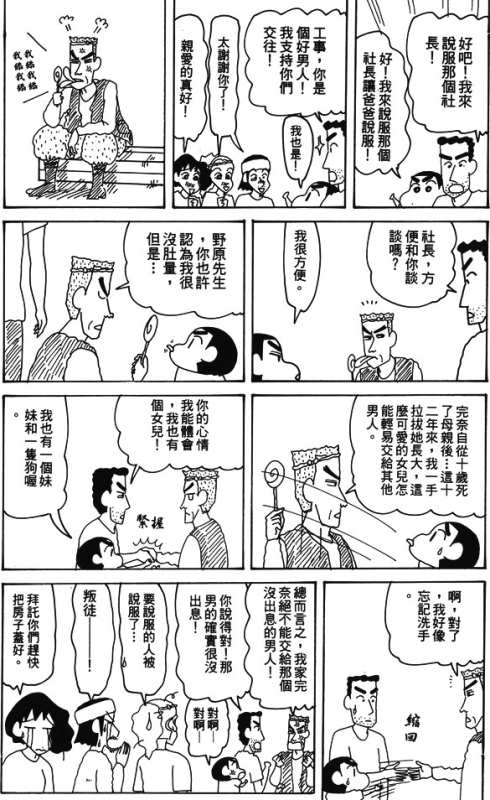 好吧!我來
說服那個社
長!
好!我來說服那個
社長讓爸爸說服!
工事,你是
個好男人!
我支持你們
交往!
我也是!
太謝謝你了!
親愛的真好!
我舔我舔
我舔我舔
社長,方
便和你談
談嗎?
我很方便。
野原先生
,你也許
認為我很
沒肚量,
但是…
完奈自從十歲死
了母親後…這十
二年來,我一手
拉拔她長大,這
麼可愛的女兒怎
能輕易交給其他
男人。
你的心情
我能體會
,我也有
個女兒!
緊握
我也有一個妹
妹和一隻狗喔
。
啊,對了
,我好像
忘記洗手
。
縮回
總而言之,我家完
奈絕不能交給那個
沒出息的男人!
你說得對!那
男的確實很沒
出息!
對啊
對啊
要說服的人被
說服了…
叛徒……!
拜託你們趕快
把房子蓋好。